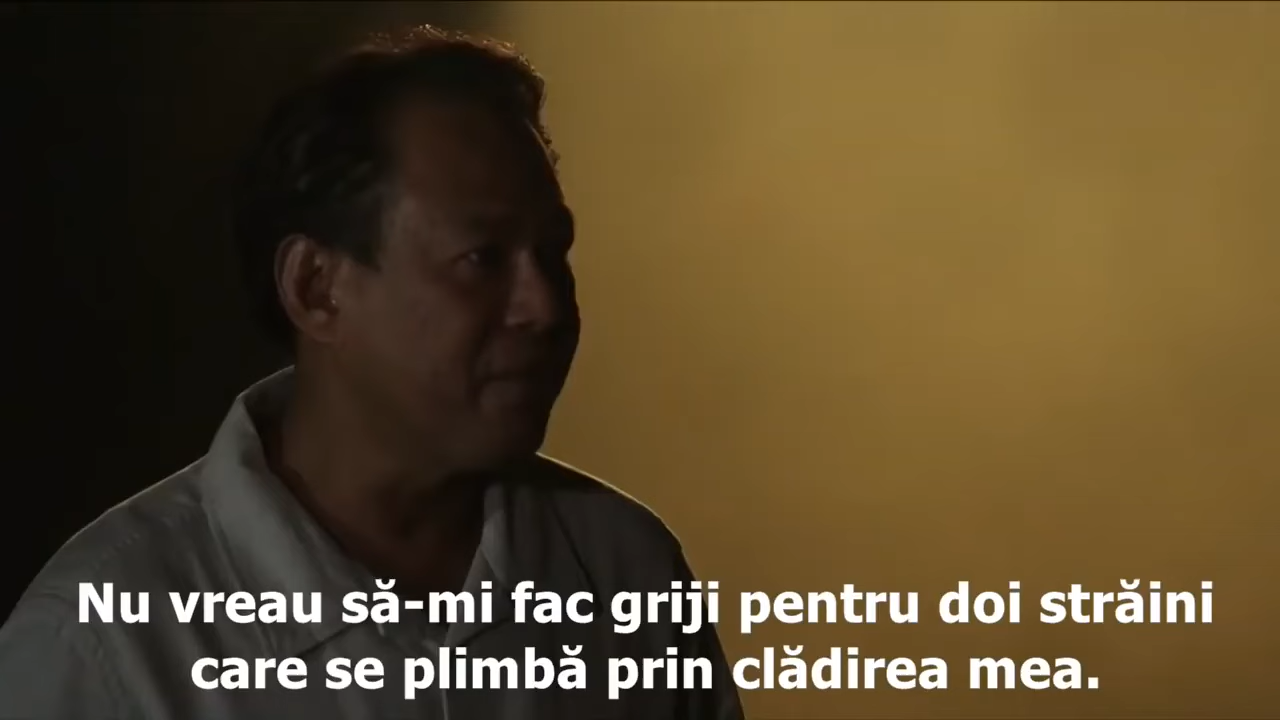 Nu vreau să-mi fac griji pentru doi străini
care se plimbă prin clădirea mea.